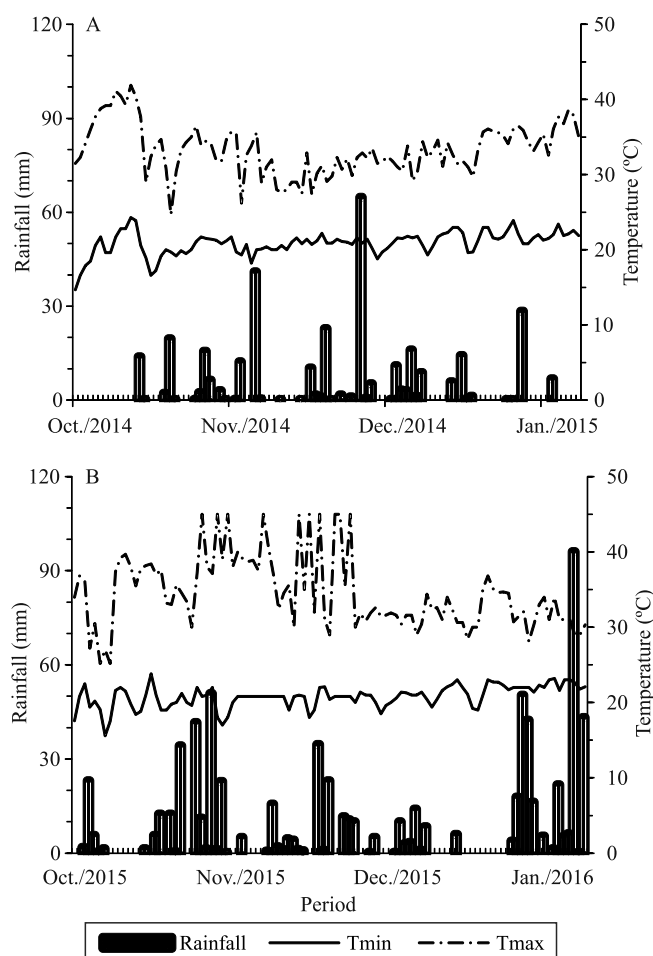 A
120
90
60
30
0
Rainfall (mm)
50
40
30
20
10
0
Temperature (ºC)
Oct./2014 Nov./2014 Dec./2014 Jan./2015
B
120
90
60
30
0
Rainfall (mm)
50
40
30
20
10
0
Temperature (ºC)
Oct./2015 Nov./2015 Dec./2015 Jan./2016
Period
Rainfall Tmin Tmax